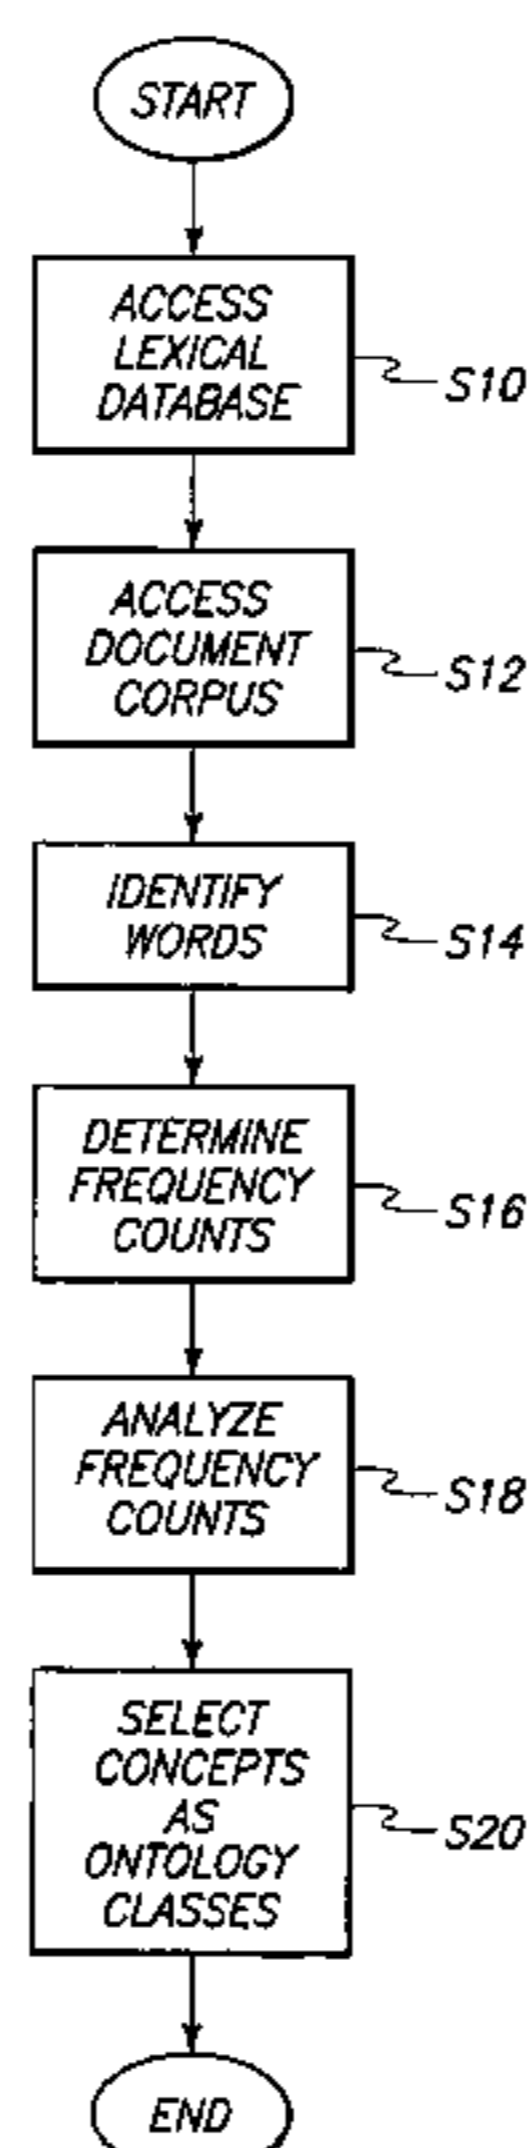 START
ACCESS
LEXICAL
DATABASE
S10
ACCESS
DOCUMENT
CORPUS
S12
IDENTIFY
WORDS
S14
DETERMINE
FREQUENCY
COUNTS
S16
ANALYZE
FREQUENCY
COUNTS
S18
SELECT
CONCEPTS
AS
ONTOLOGY
CLASSES
S20
END